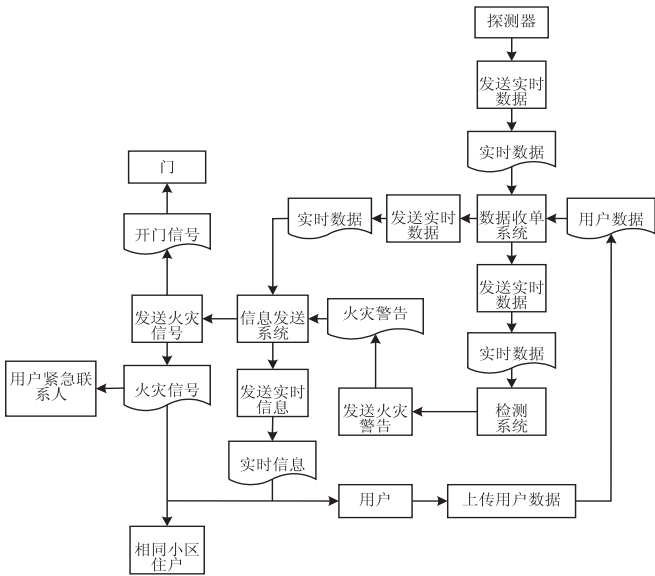 探测器
发送实时
数据
实时数据
门
实时数据
发送实时
数据
数据收单
系统
用户数据
开门信号
发送实时
数据
发送火灾
信号
信息发送
系统
火灾警告
实时数据
用户紧急联
系人
火灾信号
发送实时
信息
发送火灾
警告
检测
系统
实时信息
用户
上传用户数据
相同小区
住户